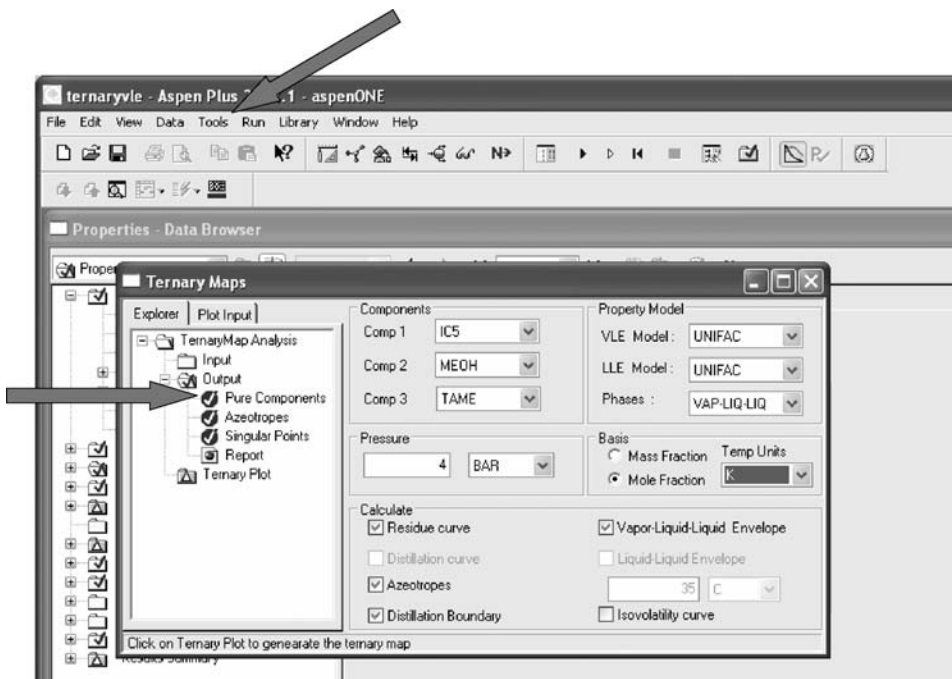 ternaryvle - Aspen Plus .1 - aspenONE
File Edit View Data Tools Run Library Window Help
N>
Properties - Data Browser
Ternary Maps
Explorer Plot Input
TernaryMap Analysis
Input
Output
Pure Components
Azeotropes
Singular Points
Report
Ternary Plot
Components
Comp 1 IC5
Comp 2 MEOH
Comp 3 TAME
Property Model
VLE Model : UNIFAC
LLE Model : UNIFAC
Phases : VAP-LIQ-LIQ
Pressure
4 BAR
Basis
Mass Fraction
Mole Fraction
Temp Units
K
Calculate
Residue curve
Distillation curve
Azeotropes
Distillation Boundary
Vapor-Liquid-Liquid Envelope
Liquid-Liquid Envelope
35 C
Isovolatility curve
Click on Ternary Plot to genearate the ternary map